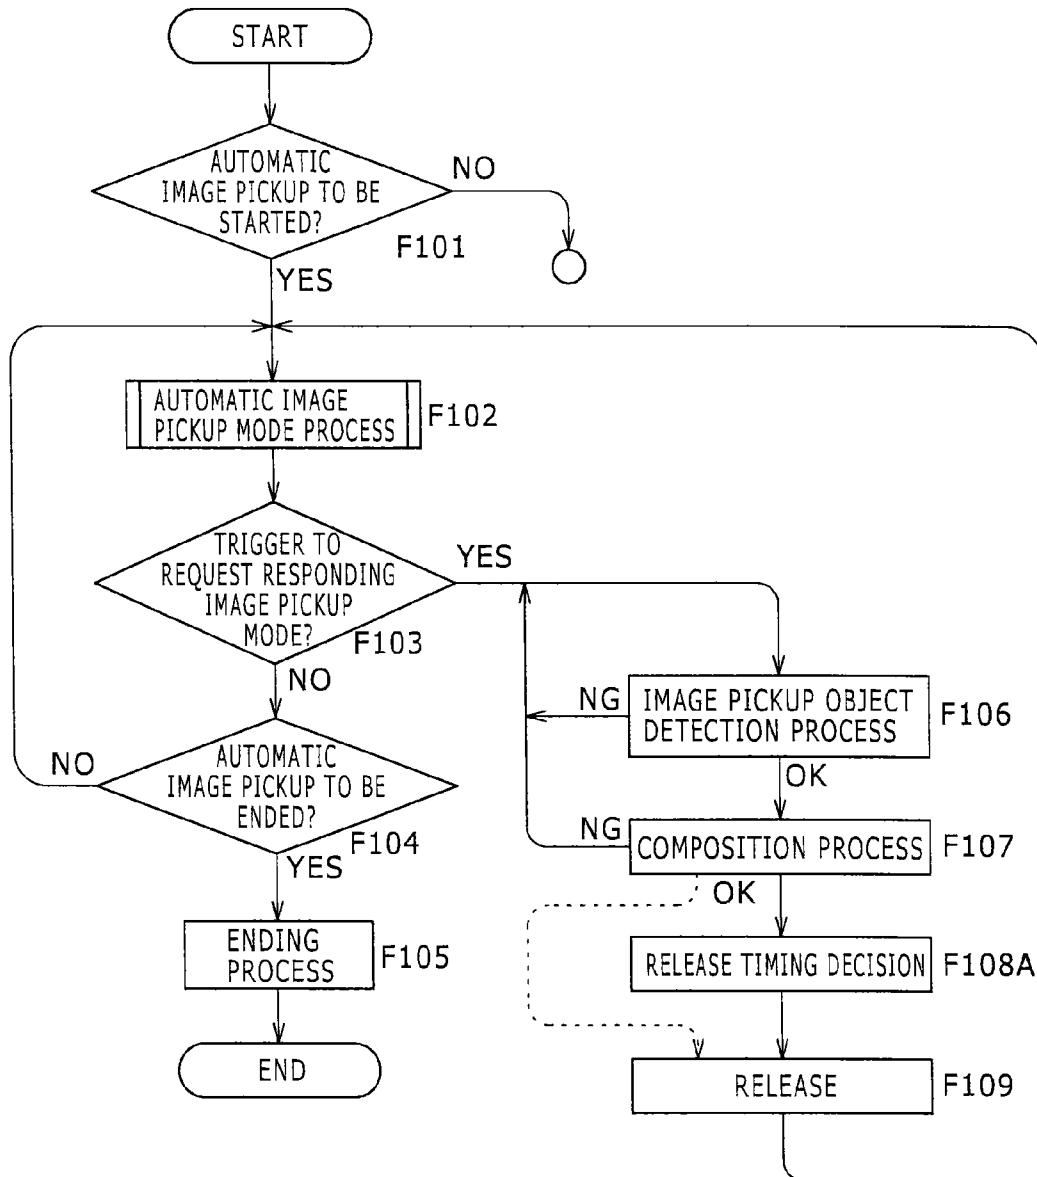 START
AUTOMATIC
IMAGE PICKUP TO BE
STARTED?
NO
F101
YES
AUTOMATIC IMAGE
PICKUP MODE PROCESS
F102
TRIGGER TO
REQUEST RESPONDING
IMAGE PICKUP
MODE?
YES
F103
NO
AUTOMATIC
IMAGE PICKUP TO BE
ENDED?
NO
F104
YES
ENDING
PROCESS
F105
END
IMAGE PICKUP OBJECT
DETECTION PROCESS
NG
F106
OK
COMPOSITION PROCESS
NG
F107
OK
RELEASE TIMING DECISION
F108A
RELEASE
F109